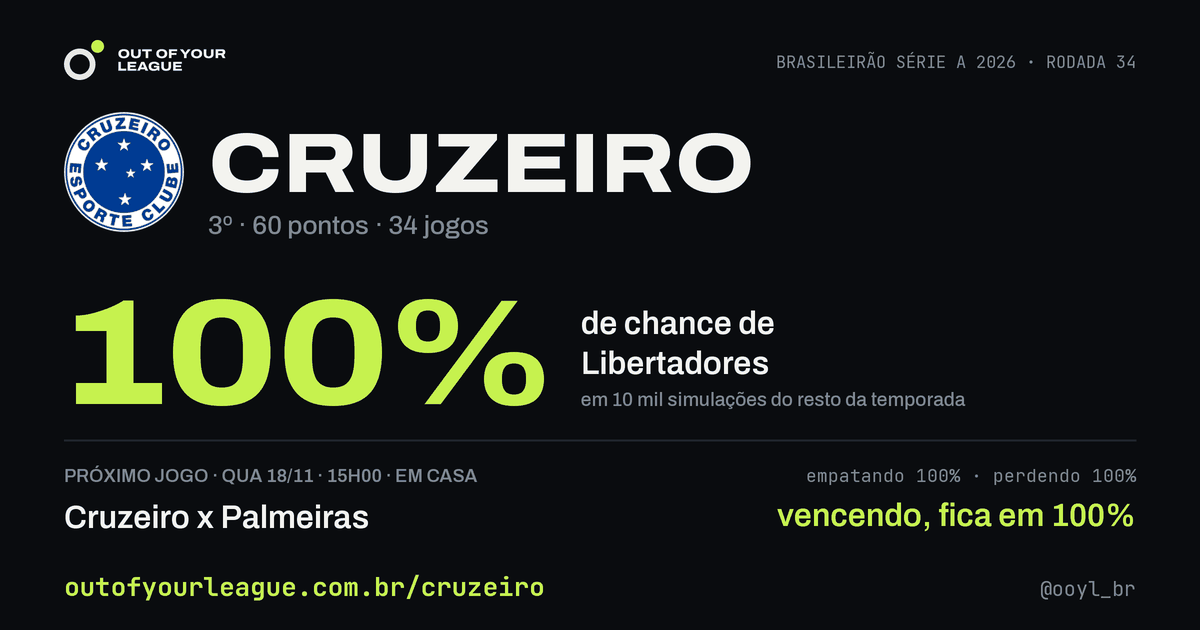 OUT OF YOUR
LEAGUE
BRASILEIRÃO SÉRIE A 2026 · RODADA 34
CRUZEIRO
ESPORTE CLUBE
CRUZEIRO
3º · 60 pontos · 34 jogos
100%
de chance de
Libertadores
em 10 mil simulações do resto da temporada
PRÓXIMO JOGO · QUA 18/11 · 15H00 · EM CASA
empatando 100% · perdendo 100%
Cruzeiro x Palmeiras
vencendo, fica em 100%
outofyourleague.com.br/cruzeiro
@ooyl_br